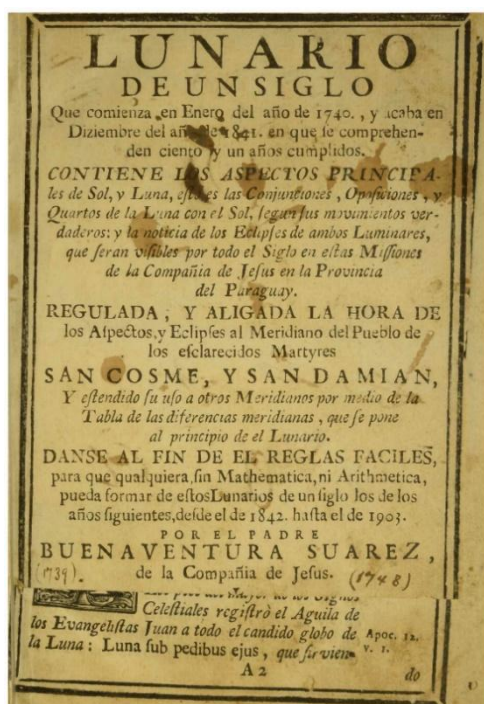 LUNARIO
DE UN SIGLO
Que comienza en Enero del año de 1740. , y acaba en
Diziembre del año de 1841. en que ſe comprehen-
den ciento y un años cumplidos.
CONTIENE LOS ASPECTOS PRINCIPA-
les de Sol, y Luna, eſto es las Conjunciones, Opoſiciones, y
Quartos de la Luna con el Sol, ſegun ſus movimientos ver-
daderos: y la noticia de los Eclipſes de ambos Luminares,
que ſeran viſibles por todo el Siglo en eſtas Miſſiones
de la Compañia de Jeſus en la Provincia
del Paraguay.
REGULADA, Y ALIGADA LA HORA DE
los Aſpectos, y Eclipſes al Meridiano del Pueblo de
los eſclarecidos Martyres
SAN COSME, Y SAN DAMIAN,
Y eſtendido ſu uſo a otros Meridianos por medio de la
Tabla de las diferencias meridianas, que ſe pone
al principio de el Lunario.
DANSE AL FIN DE EL REGLAS FACILES,
para que qualquiera, ſin Mathematica, ni Arithmetica,
pueda formar de eſtos Lunarios de un ſiglo los de los
años ſiguientes, deſde el de 1842. haſta el de 1903.
POR EL PADRE
BUENAVENTURA SUAREZ,
(1739). de la Compañia de Jeſus. (1748)
Celeſtiales regiſtrò el Aguila de
los Evangeliſtas Juan a todo el candido globo de Apoc. 12.
la Luna: Luna ſub pedibus ejus, que ſirvien- v. 1.
A 2 do